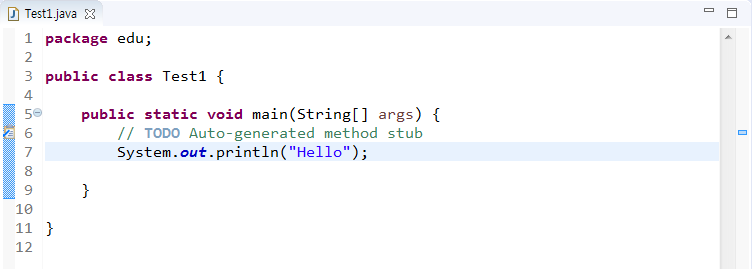 Test1.java
1 package edu;
2
3 public class Test1 {
4
5 public static void main(String[] args) {
6 // TODO Auto-generated method stub
7 System.out.println("Hello");
8
9 }
10
11 }
12